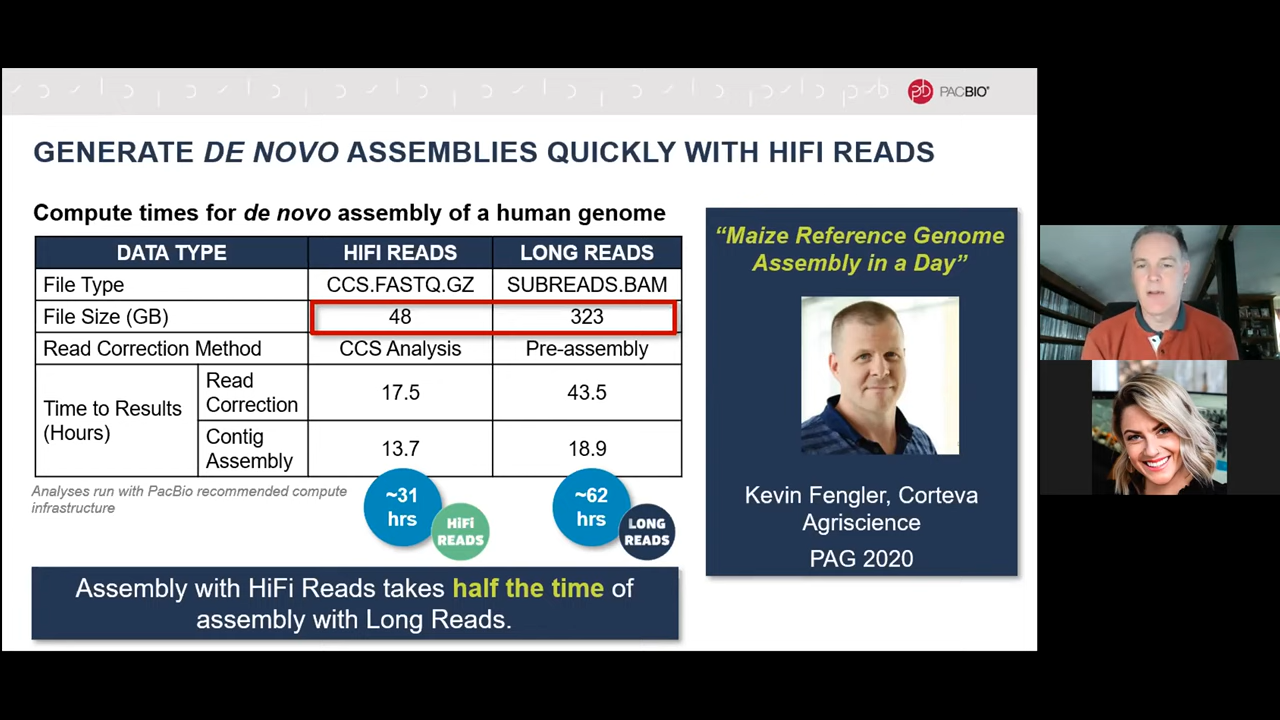 PACBIO®
GENERATE DE NOVO ASSEMBLIES QUICKLY WITH HIFI READS
Compute times for de novo assembly of a human genome
DATA TYPE HIFI READS LONG READS
File Type CCS.FASTQ.GZ SUBREADS.BAM
File Size (GB) 48 323
Read Correction Method CCS Analysis Pre-assembly
Time to Results
(Hours)
Read
Correction
17.5 43.5
Contig
Assembly
13.7 18.9
Analyses run with PacBio recommended compute
infrastructure
~31
hrs
HiFi
READS
~62
hrs
LONG
READS
Assembly with HiFi Reads takes half the time of
assembly with Long Reads.
“Maize Reference Genome
Assembly in a Day”
Kevin Fengler, Corteva
Agriscience
PAG 2020